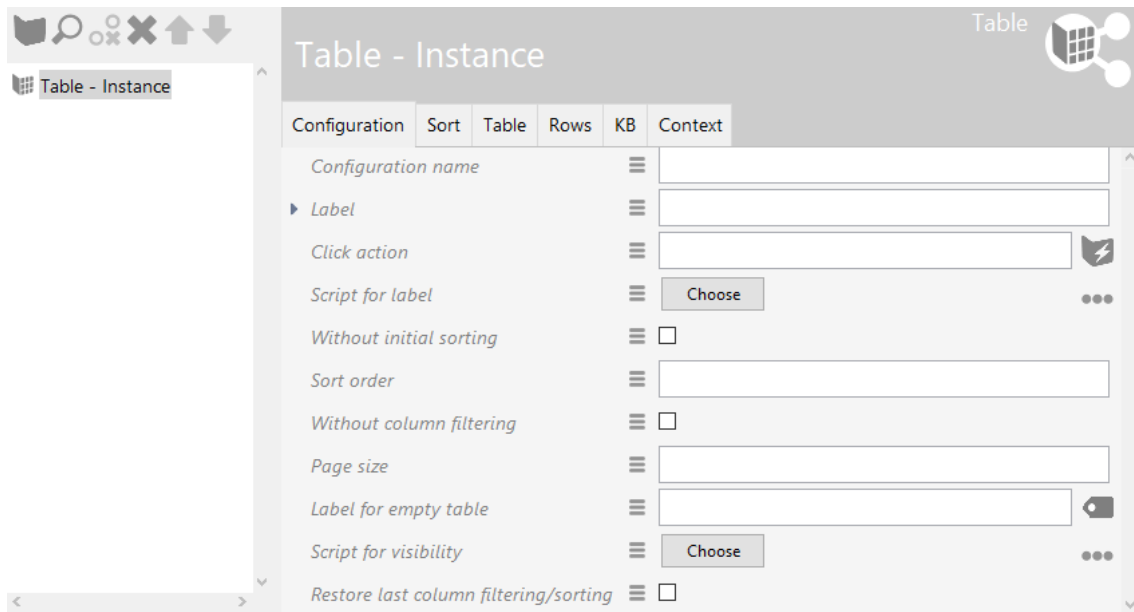 Table
Table - Instance
Table - Instance
Configuration Sort Table Rows KB Context
Configuration name
Label
Click action
Script for label Choose
Without initial sorting
Sort order
Without column filtering
Page size
Label for empty table
Script for visibility Choose
Restore last column filtering/sorting